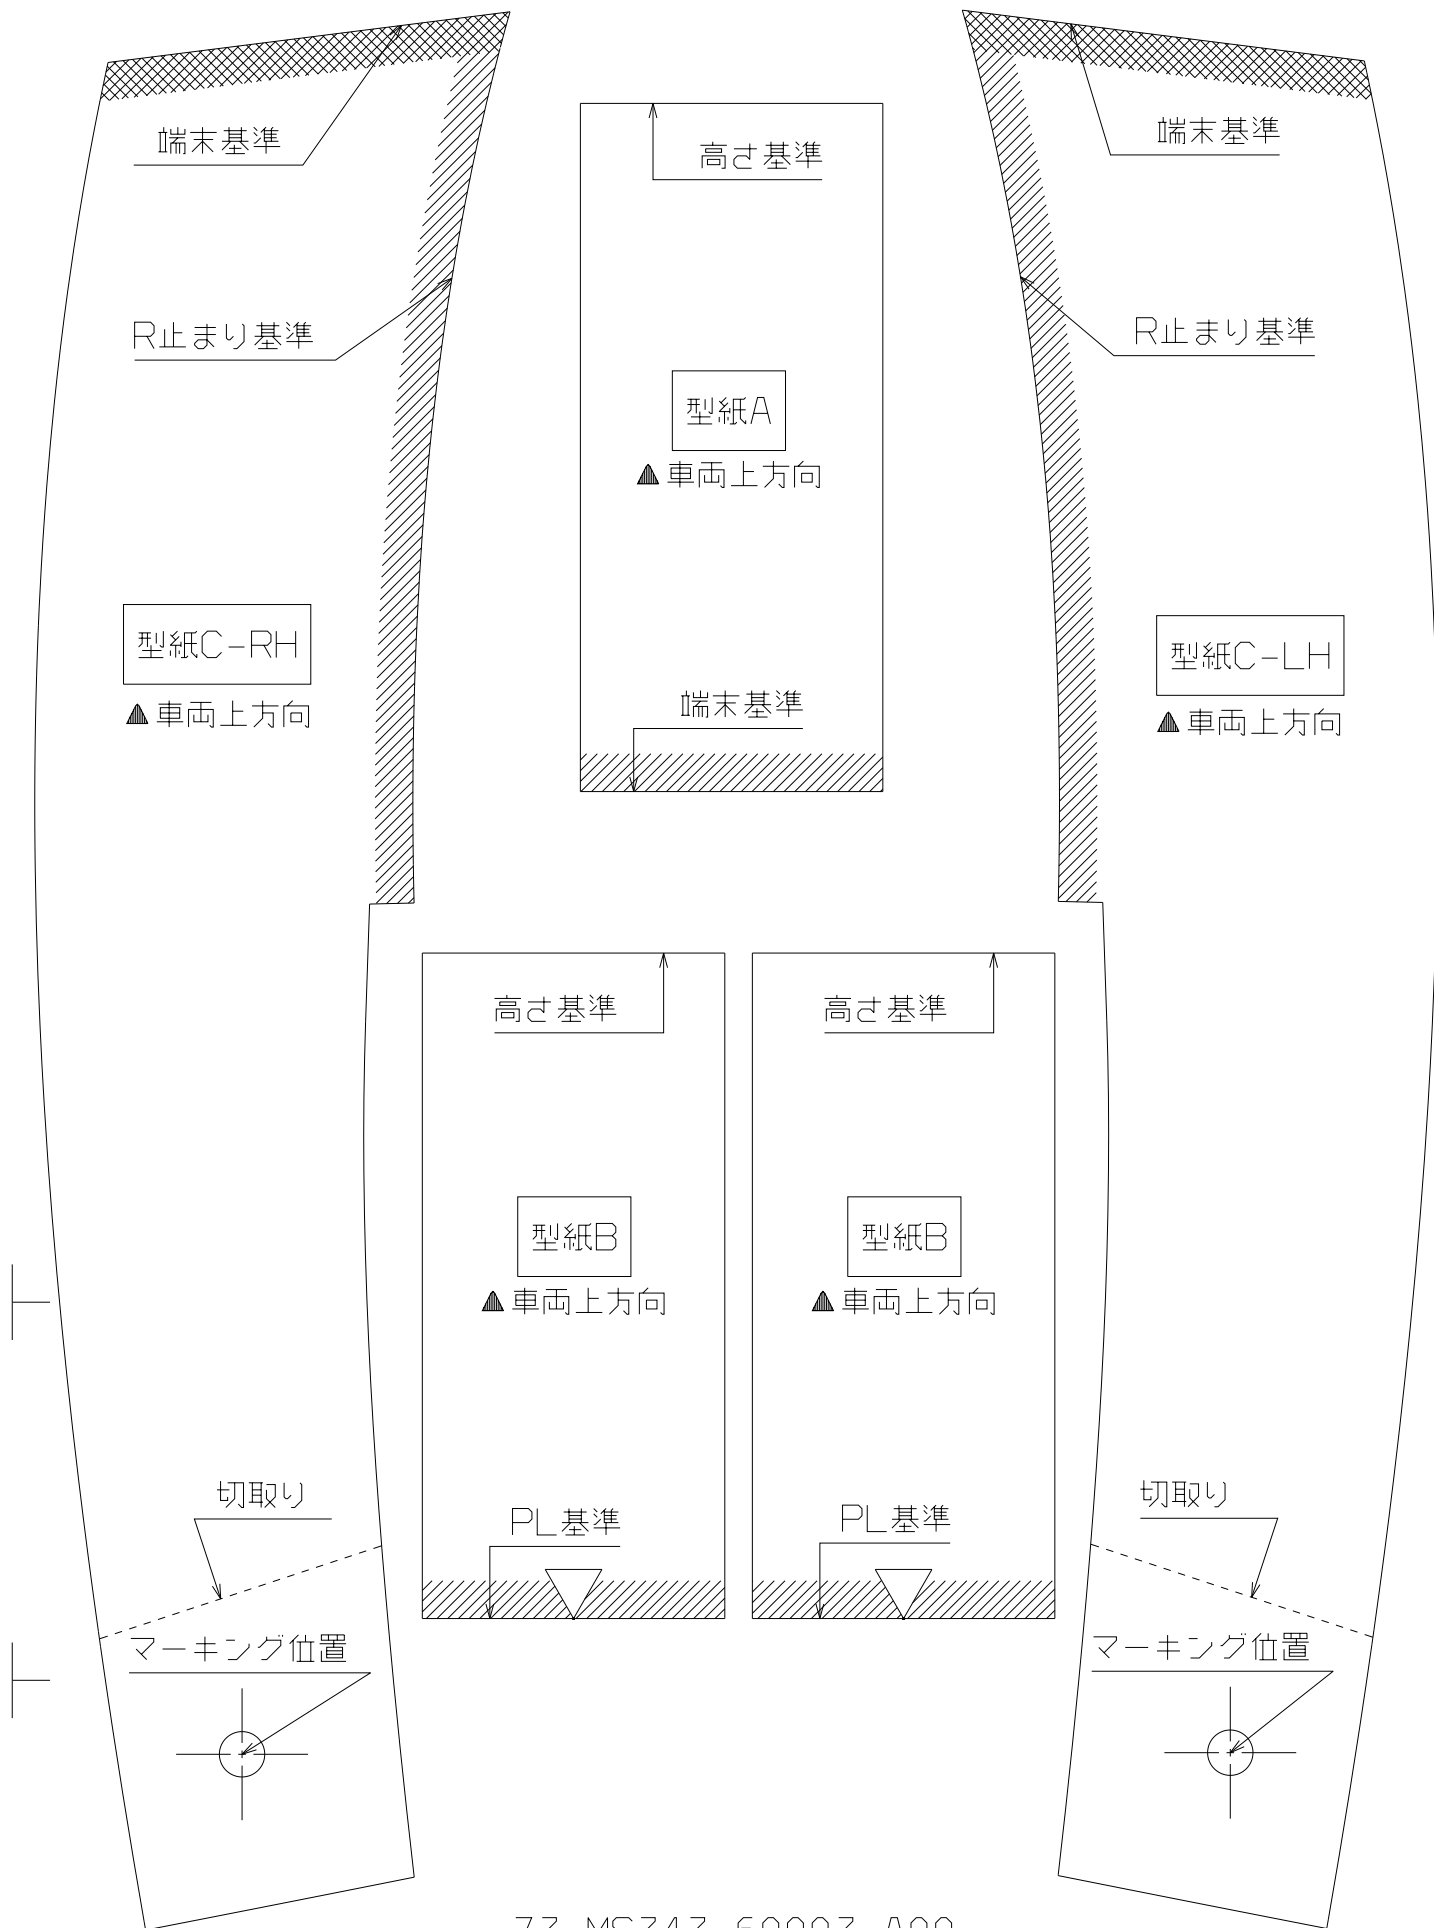 端末基準
端末基準
高さ基準
R止まり基準
R止まり基準
型紙A
▲車両上方向
型紙C-RH
▲車両上方向
型紙C-LH
▲車両上方向
端末基準
高さ基準
高さ基準
型紙B
▲車両上方向
型紙B
▲車両上方向
切取り
切取り
PL基準
PL基準
マーキング位置
マーキング位置